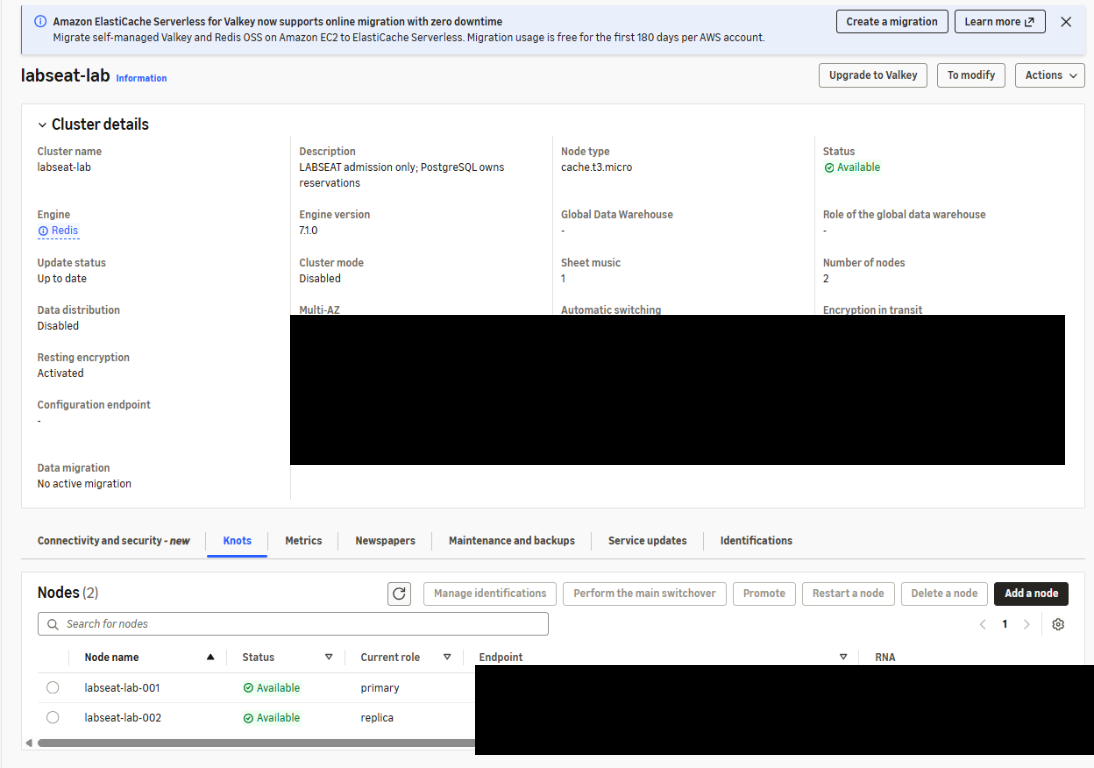 Amazon ElastiCache Serverless for Valkey now supports online migration with zero downtime
Migrate self-managed Valkey and Redis OSS on Amazon EC2 to ElastiCache Serverless. Migration usage is free for the first 180 days per AWS account.
Create a migration
Learn more
labseat-lab Information
Upgrade to Valkey
To modify
Actions
Cluster details
Cluster name
labseat-lab
Description
LABSEAT admission only; PostgreSQL owns
reservations
Node type
cache.t3.micro
Status
Available
Engine
Redis
Engine version
7.1.0
Global Data Warehouse
-
Role of the global data warehouse
-
Update status
Up to date
Cluster mode
Disabled
Sheet music
1
Number of nodes
2
Data distribution
Disabled
Multi-AZ
Automatic switching
Encryption in transit
Resting encryption
Activated
Configuration endpoint
-
Data migration
No active migration
Connectivity and security - new
Knots
Metrics
Newspapers
Maintenance and backups
Service updates
Identifications
Nodes (2)
Manage identifications
Perform the main switchover
Promote
Restart a node
Delete a node
Add a node
Search for nodes
1
Node name Status Current role Endpoint RNA
labseat-lab-001 Available primary
labseat-lab-002 Available replica